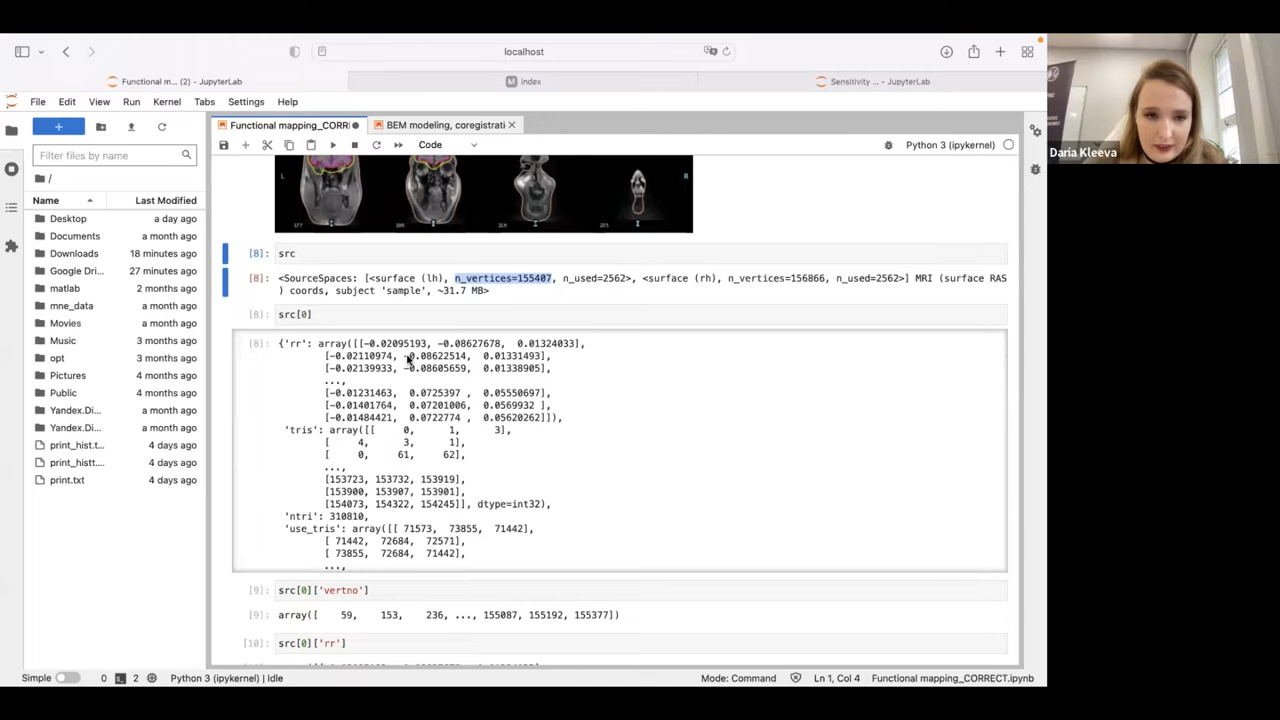 localhost
Functional m... (2) - JupyterLab
index
Sensitivity ... - JupyterLab
File Edit View Run Kernel Tabs Settings Help
Functional mapping_CORR
BEM modeling, coregistrati
Code
Python 3 (ipykernel)
Daria Kleeva
Filter files by name
/
Name Last Modified
Desktop a day ago
Documents a month ago
Downloads 18 minutes ago
Google Dri... 27 minutes ago
matlab 2 months ago
mne_data a month ago
Movies 3 months ago
Music 3 months ago
opt 3 months ago
Pictures 4 months ago
Public 4 months ago
Yandex.Di... a month ago
Yandex.Di... a month ago
print_hist.t... 4 days ago
print_histt.... 4 days ago
print.txt 4 days ago
L R
[8]: src
[8]: <SourceSpaces: [<surface (lh), n_vertices=155407, n_used=2562>, <surface (rh), n_vertices=156866, n_used=2562>] MRI (surface RAS
) coords, subject 'sample', ~31.7 MB>
[8]: src[0]
[8]: {'rr': array([[-0.02095193, -0.08627678, 0.01324033],
[-0.02110974, -0.08622514, 0.01331493],
[-0.02139933, -0.08605659, 0.01338905],
...,
[-0.01231463, 0.0725397 , 0.05550697],
[-0.01401764, 0.07201006, 0.0569932 ],
[-0.01484421, 0.0722774 , 0.05620262]]),
'tris': array([[ 0, 1, 3],
[ 4, 3, 1],
[ 0, 61, 62],
...,
[153723, 153732, 153919],
[153900, 153907, 153901],
[154073, 154322, 154245]], dtype=int32),
'ntri': 310810,
'use_tris': array([[ 71573, 73855, 71442],
[ 71442, 72684, 72571],
[ 73855, 72684, 71442],
...,
[9]: src[0]['vertno']
[9]: array([ 59, 153, 236, ..., 155087, 155192, 155377])
[10]: src[0]['rr']
Simple 0 2 Python 3 (ipykernel) | Idle
Mode: Command Ln 1, Col 4 Functional mapping_CORRECT.ipynb